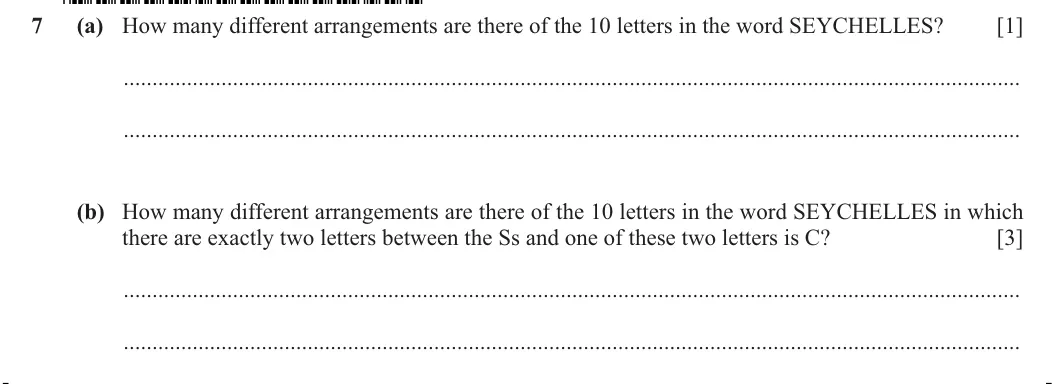 7 (a) How many different arrangements are there of the 10 letters in the word SEYCHELLES? [1]
................................................................................
................................................................................
(b) How many different arrangements are there of the 10 letters in the word SEYCHELLES in which
there are exactly two letters between the Ss and one of these two letters is C? [3]
................................................................................
................................................................................